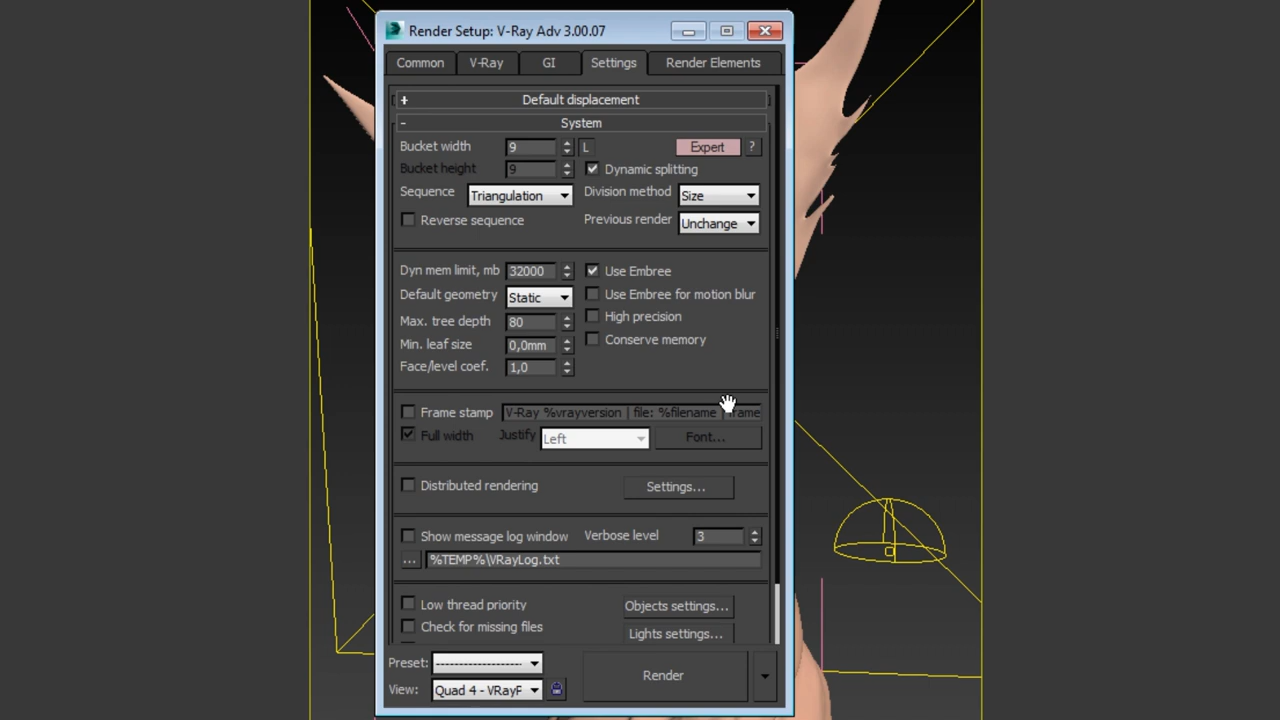 Render Setup: V-Ray Adv 3.00.07
Common V-Ray GI Settings Render Elements
+ Default displacement
- System
Bucket width 9 L Expert ?
Bucket height 9 Dynamic splitting
Sequence Triangulation Division method Size
Reverse sequence Previous render Unchange
Dyn mem limit, mb 32000 Use Embree
Default geometry Static Use Embree for motion blur
Max. tree depth 80 High precision
Min. leaf size 0,0mm Conserve memory
Face/level coef. 1,0
Frame stamp V-Ray %vrayversion | file: %filename | frame
Full width Justify Left Font...
Distributed rendering Settings...
Show message log window Verbose level 3
... %TEMP%\VRayLog.txt
Low thread priority Objects settings...
Check for missing files Lights settings...
Preset: --------------------
View: Quad 4 - VRayF Render